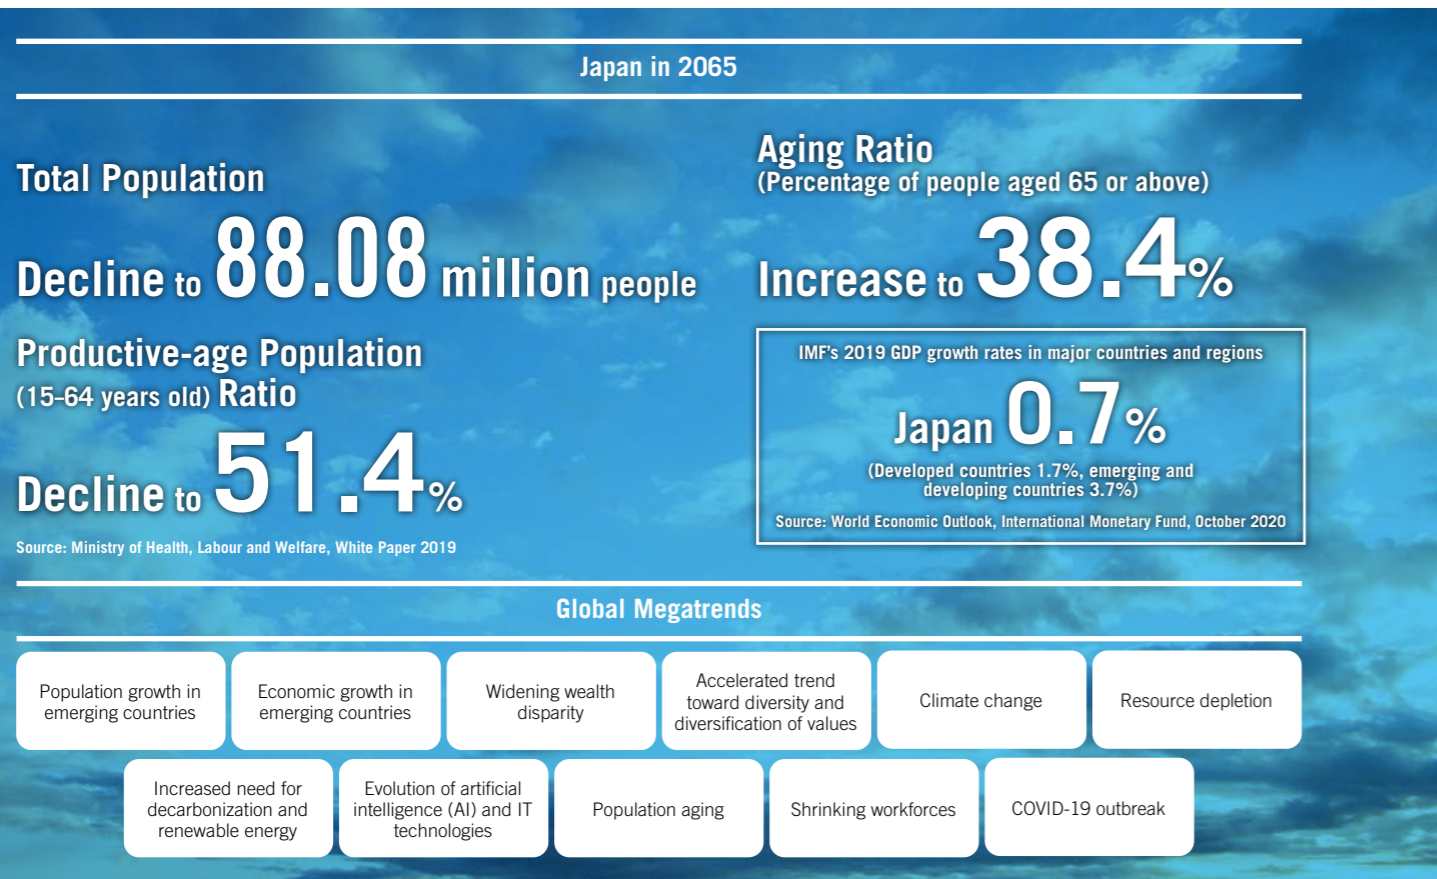 Japan in 2065
Total Population
Decline to 88.08 million people
Productive-age Population
(15–64 years old) Ratio
Decline to 51.4%
Source: Ministry of Health, Labour and Welfare, White Paper 2019
Aging Ratio
(Percentage of people aged 65 or above)
Increase to 38.4%
IMF's 2019 GDP growth rates in major countries and regions
Japan 0.7%
(Developed countries 1.7%, emerging and
developing countries 3.7%)
Source: World Economic Outlook, International Monetary Fund, October 2020
Global Megatrends
Population growth in
emerging countries
Economic growth in
emerging countries
Widening wealth
disparity
Accelerated trend
toward diversity and
diversification of values
Climate change
Resource depletion
Increased need for
decarbonization and
renewable energy
Evolution of artificial
intelligence (AI) and IT
technologies
Population aging
Shrinking workforces
COVID-19 outbreak